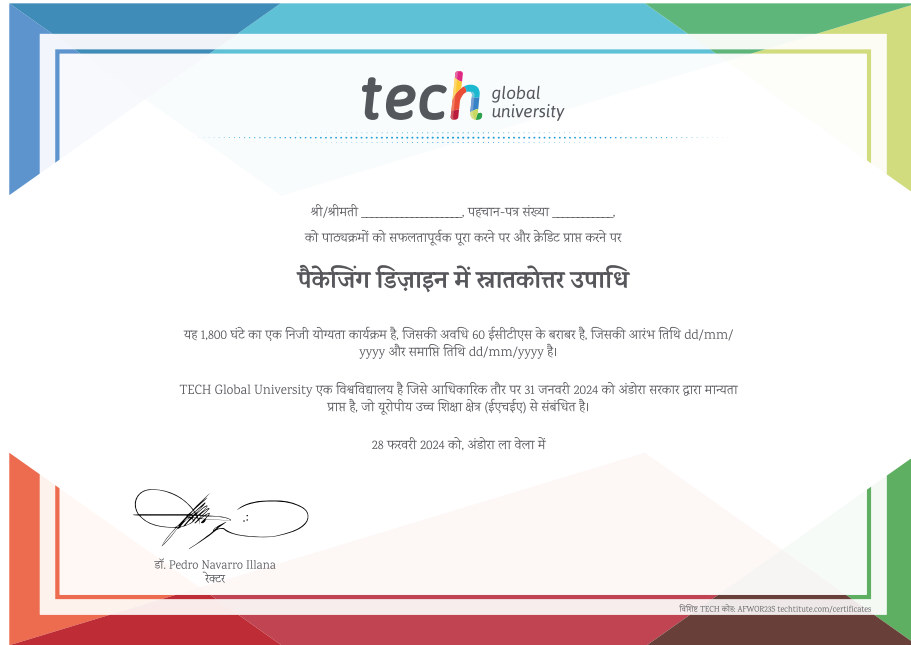 tech global university
श्री/श्रीमती ____________________, पहचान-पत्र संख्या ____________,
को पाठ्यक्रमों को सफलतापूर्वक पूरा करने पर और क्रेडिट प्राप्त करने पर
पैकेजिंग डिज़ाइन में स्नातकोत्तर उपाधि
यह 1,800 घंटे का एक निजी योग्यता कार्यक्रम है, जिसकी अवधि 60 ईसीटीएस के बराबर है, जिसकी आरंभ तिथि dd/mm/
yyyy और समाप्ति तिथि dd/mm/yyyy है।
TECH Global University एक विश्वविद्यालय है जिसे आधिकारिक तौर पर 31 जनवरी 2024 को अंडोरा सरकार द्वारा मान्यता
प्राप्त है, जो यूरोपीय उच्च शिक्षा क्षेत्र (ईएचईए) से संबंधित है।
28 फरवरी 2024 को, अंडोरा ला वेला में
डॉ. Pedro Navarro Illana
रेक्टर
विशिष्ट TECH कोड: AFWOR23S techtitute.com/certificates